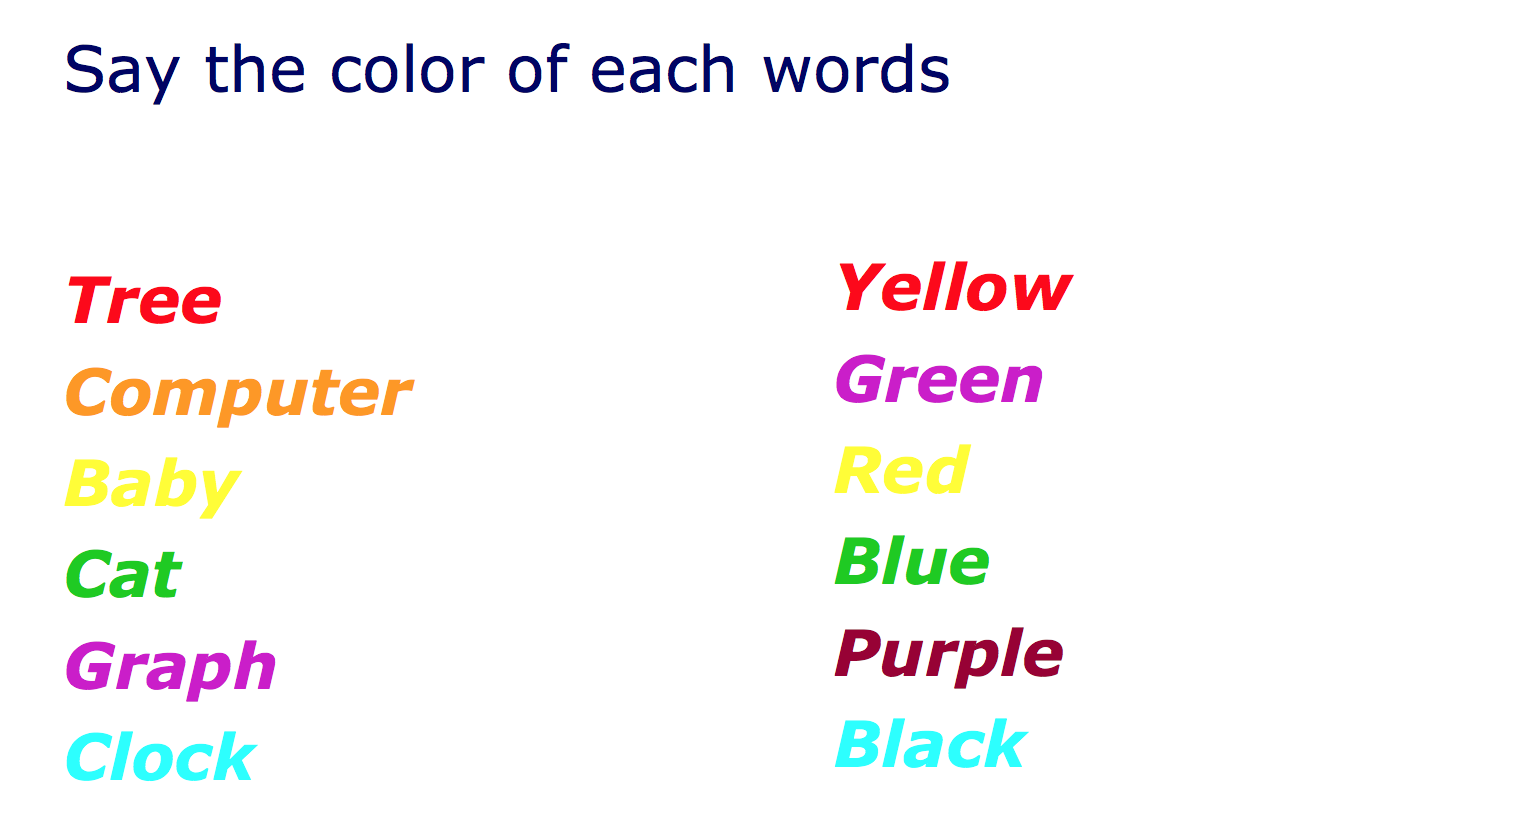 Say the color of each words
Tree
Computer
Baby
Cat
Graph
Clock
Yellow
Green
Red
Blue
Purple
Black